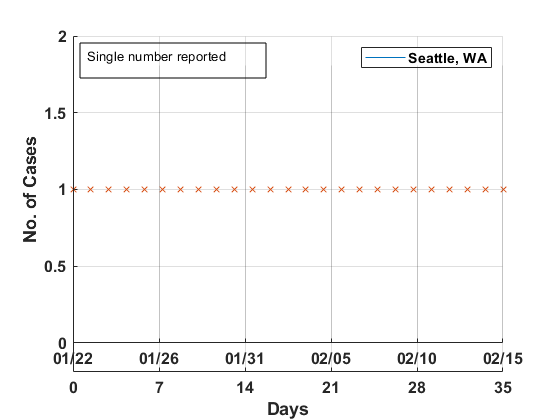 2
Single number reported
Seattle, WA
1.5
No. of Cases
1
0.5
0
01/22 01/26 01/31 02/05 02/10 02/15
0 7 14 21 28 35
Days